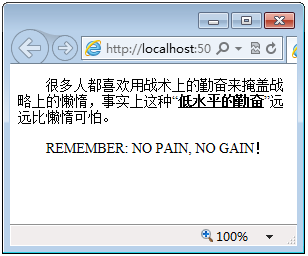 http://localhost:50
很多人都喜欢用战术上的勤奋来掩盖战
略上的懒惰，事实上这种“低水平的勤奋”远
远比懒惰可怕。
REMEMBER: NO PAIN, NO GAIN！
100%